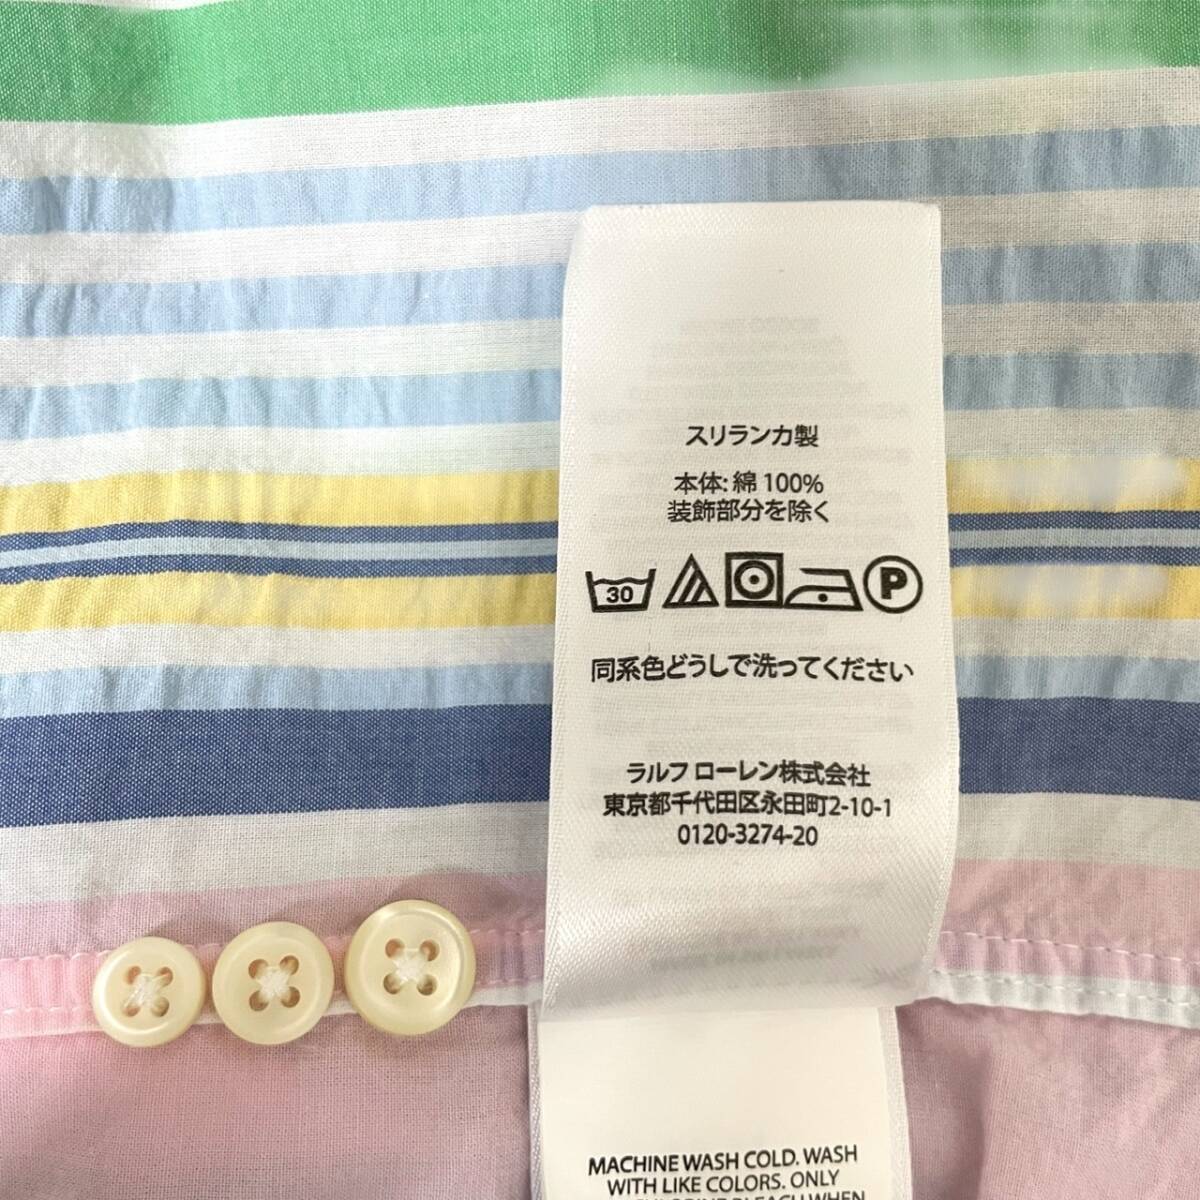 スリランカ製
本体: 綿 100%
装飾部分を除く
30 P
同系色どうしで洗ってください
ラルフ ローレン株式会社
東京都千代田区永田町2-10-1
0120-3274-20
MACHINE WASH COLD. WASH
WITH LIKE COLORS. ONLY
BLEACH WHEN